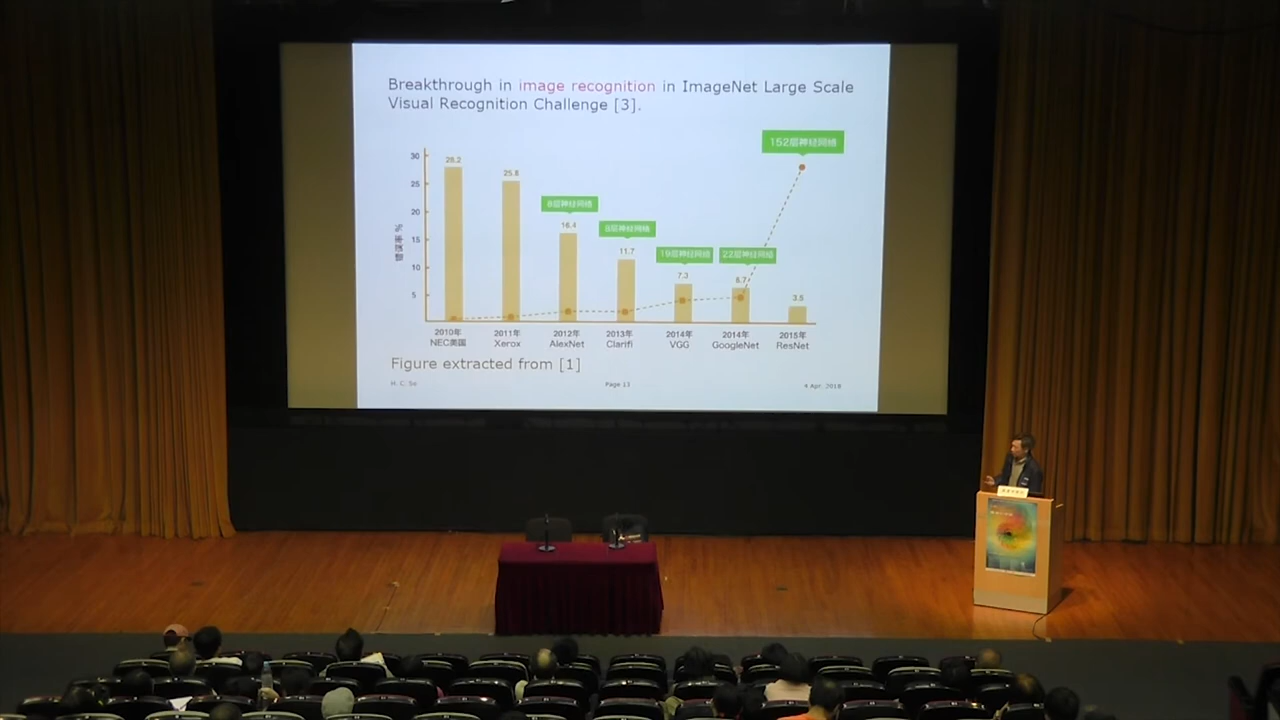 Breakthrough in image recognition in ImageNet Large Scale
Visual Recognition Challenge [3].
152层神经网络
30
28.2
25.8
25
8层神经网络
20
16.4
8层神经网络
错误率 %
15
11.7
19层神经网络
22层神经网络
10
7.3
6.7
5
3.5
2010年
NEC美国
2011年
Xerox
2012年
AlexNet
2013年
Clarifi
2014年
VGG
2014年
GoogleNet
2015年
ResNet
Figure extracted from [1]
H. C. So
Page 13
4 Apr, 2018